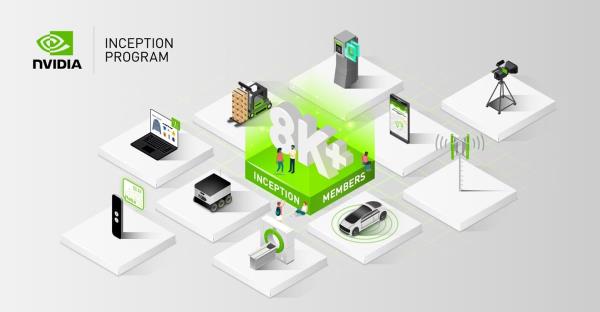 NVIDIA
INCEPTION
PROGRAM
8K+
INCEPTION MEMBERS